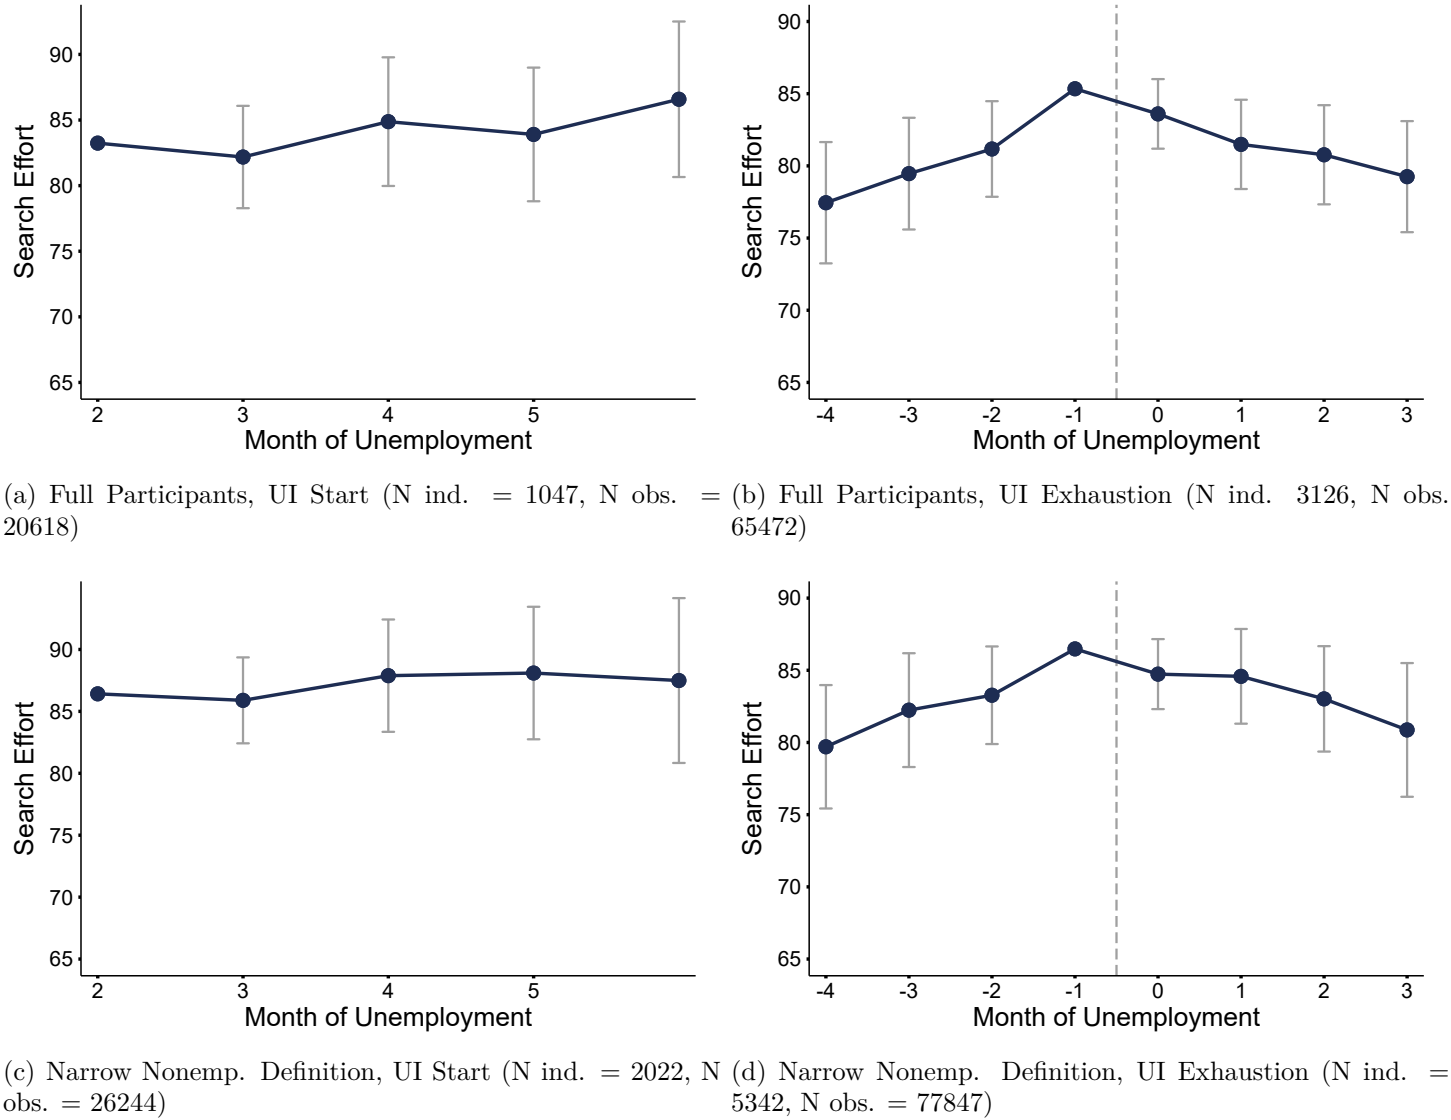 90
85
80
75
70
65
Search Effort
2 3 4 5
Month of Unemployment
(a) Full Participants, UI Start (N ind. = 1047, N obs. =
20618)
90
85
80
75
70
65
Search Effort
-4 -3 -2 -1 0 1 2 3
Month of Unemployment
(b) Full Participants, UI Exhaustion (N ind. 3126, N obs.
65472)
90
85
80
75
70
65
Search Effort
2 3 4 5
Month of Unemployment
(c) Narrow Nonemp. Definition, UI Start (N ind. = 2022, N
obs. = 26244)
90
85
80
75
70
65
Search Effort
-4 -3 -2 -1 0 1 2 3
Month of Unemployment
(d) Narrow Nonemp. Definition, UI Exhaustion (N ind. =
5342, N obs. = 77847)